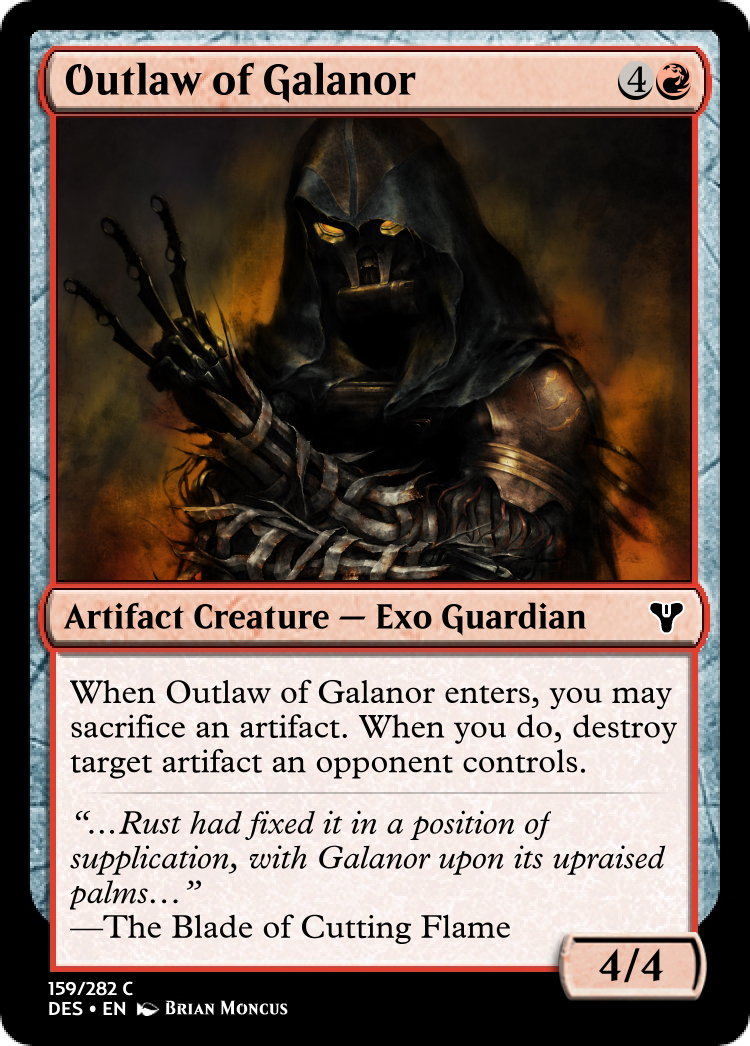 Outlaw of Galanor 4
Artifact Creature — Exo Guardian
When Outlaw of Galanor enters, you may
sacrifice an artifact. When you do, destroy
target artifact an opponent controls.
“…Rust had fixed it in a position of
supplication, with Galanor upon its upraised
palms…”
—The Blade of Cutting Flame
4/4
159/282 C
DES • EN Brian Moncus